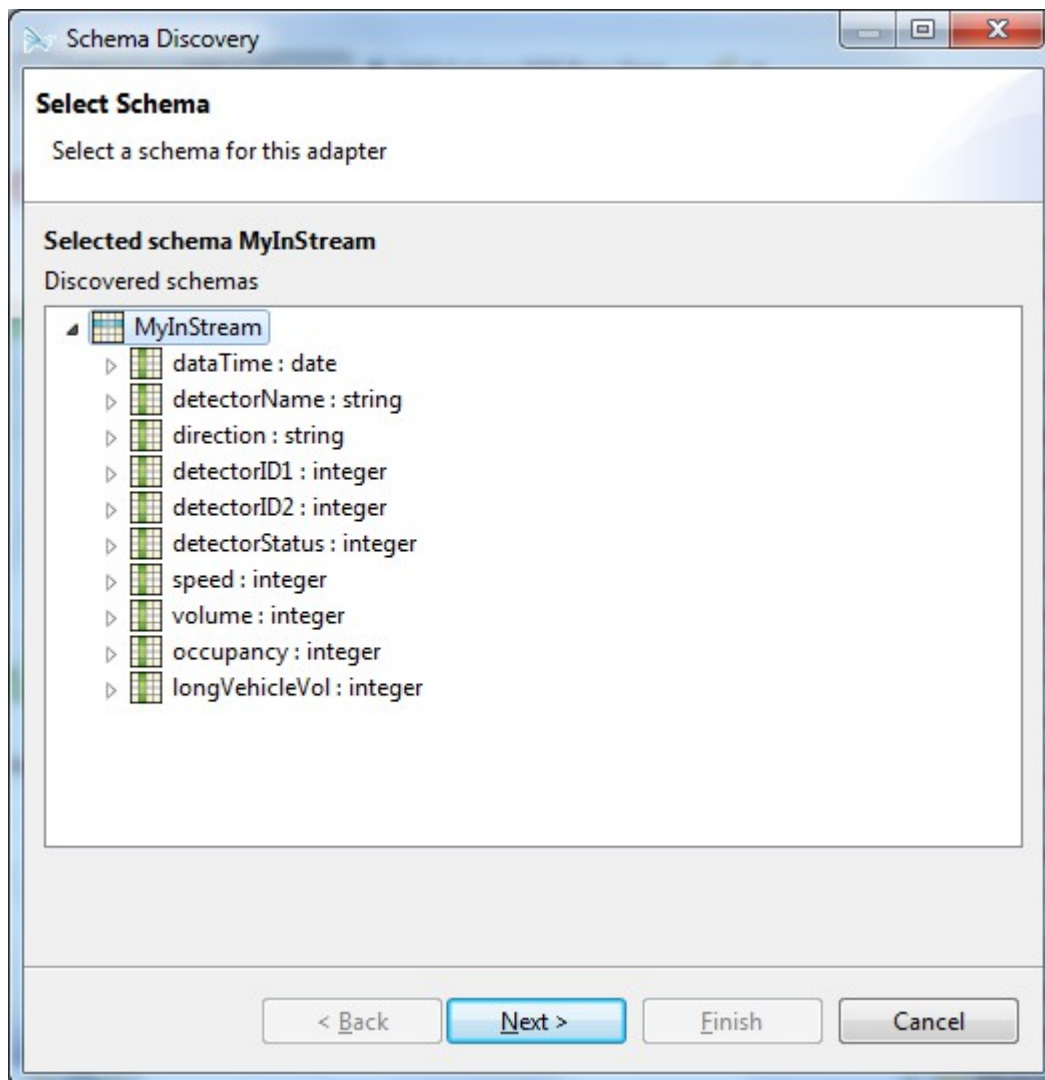 Schema Discovery
Select Schema
Select a schema for this adapter
Selected schema MyInStream
Discovered schemas
MyInStream
dataTime : date
detectorName : string
direction : string
detectorID1 : integer
detectorID2 : integer
detectorStatus : integer
speed : integer
volume : integer
occupancy : integer
longVehicleVol : integer
< Back Next > Finish Cancel